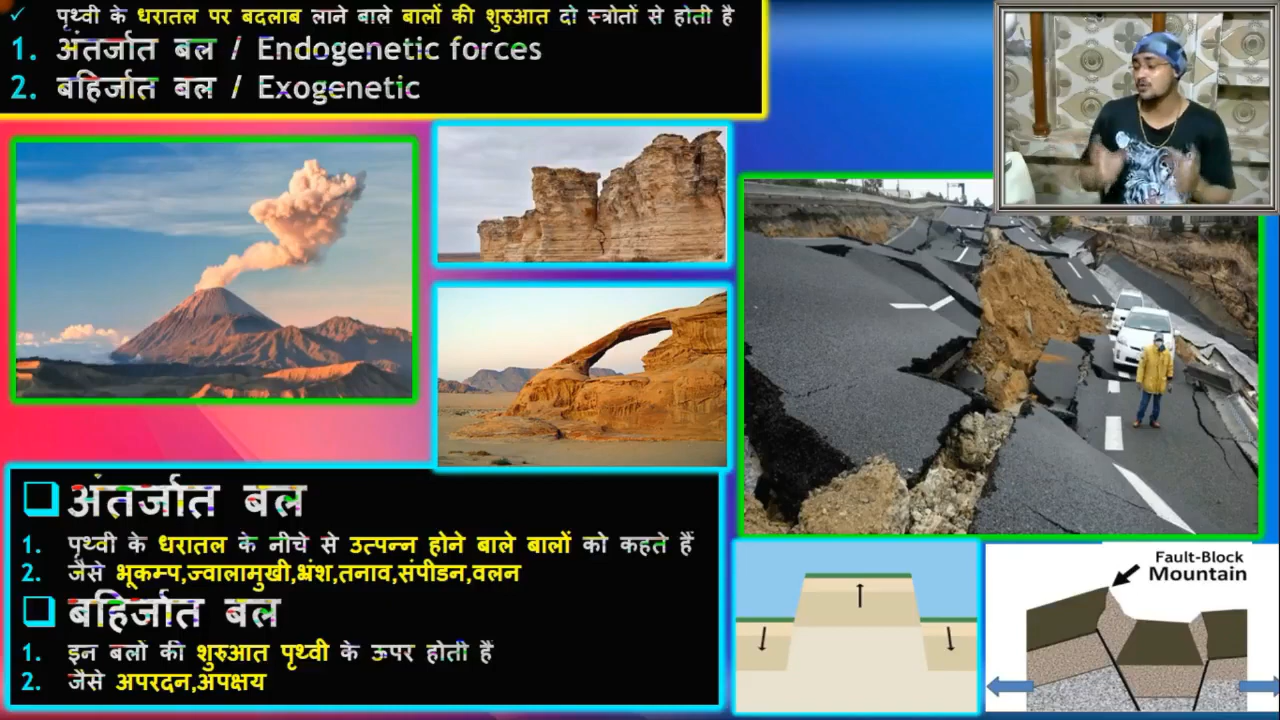 ✓ पृथ्वी के धरातल पर बदलाब लाने बाले बालों की शुरुआत दो स्त्रोतों से होती है
1. अंतर्जात बल / Endogenetic forces
2. बहिर्जात बल / Exogenetic
❑ अंतर्जात बल
1. पृथ्वी के धरातल के नीचे से उत्पन्न होने बाले बालों को कहते हैं
2. जैसे भूकम्प,ज्वालामुखी,भ्रंश,तनाव,संपीडन,वलन
❑ बहिर्जात बल
1. इन बलों की शुरुआत पृथ्वी के ऊपर होती हैं
2. जैसे अपरदन,अपक्षय
Fault-Block
Mountain